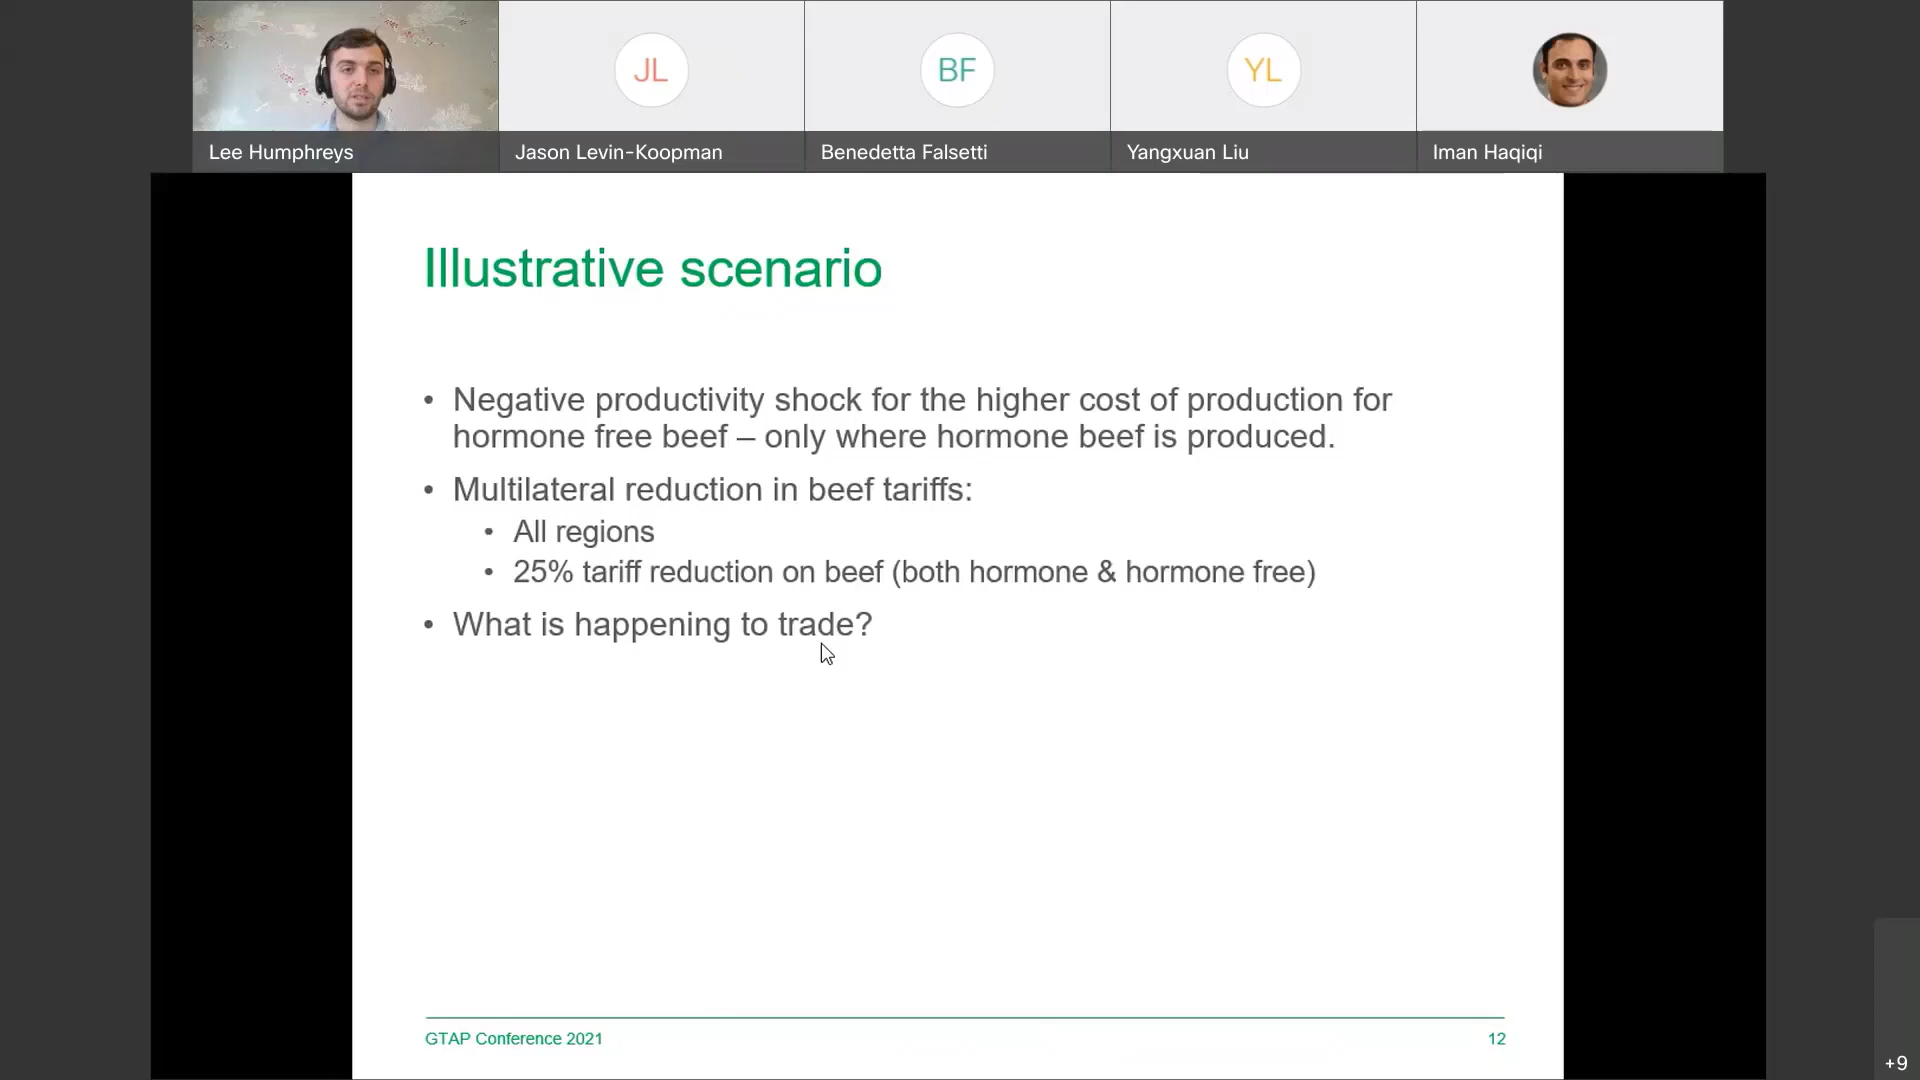 JL
BF
YL
Lee Humphreys
Jason Levin-Koopman
Benedetta Falsetti
Yangxuan Liu
Iman Haqiqi
Illustrative scenario
• Negative productivity shock for the higher cost of production for
hormone free beef – only where hormone beef is produced.
• Multilateral reduction in beef tariffs:
• All regions
• 25% tariff reduction on beef (both hormone & hormone free)
• What is happening to trade?
GTAP Conference 2021
12
+9